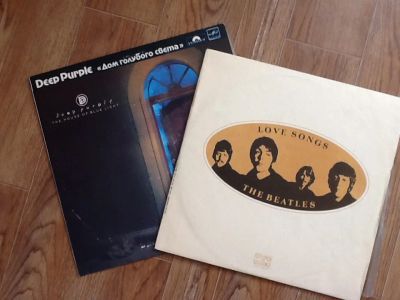 Deep Purple «Дом голубого света»
Deep Purple
THE HOUSE OF BLUE LIGHT
LOVE SONGS
THE BEATLES